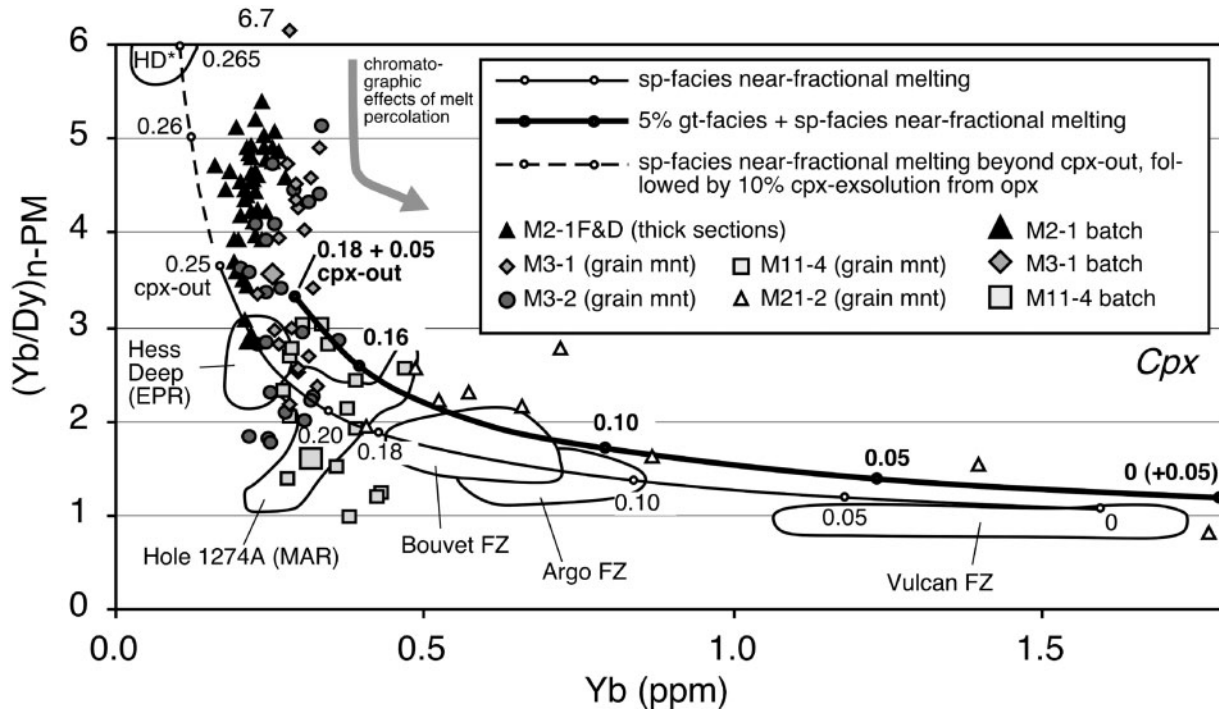 6.7
6
HD*
0.265
chromato-
graphic
effects of melt
percolation
sp-facies near-fractional melting
5% gt-facies + sp-facies near-fractional melting
sp-facies near-fractional melting beyond cpx-out, fol-
lowed by 10% cpx-exsolution from opx
M2-1F&D (thick sections)
M2-1 batch
M3-1 (grain mnt)
M11-4 (grain mnt)
M3-1 batch
M3-2 (grain mnt)
M21-2 (grain mnt)
M11-4 batch
0.26
5
4
0.25
cpx-out
0.18 + 0.05
cpx-out
3
0.16
Cpx
Hess
Deep
(EPR)
2
0.20
0.18
0.10
0.10
0.05
0 (+0.05)
0.05
0
1
Hole 1274A (MAR)
Bouvet FZ
Argo FZ
Vulcan FZ
0
(Yb/Dy)n-PM
0.0
0.5
1.0
1.5
Yb (ppm)